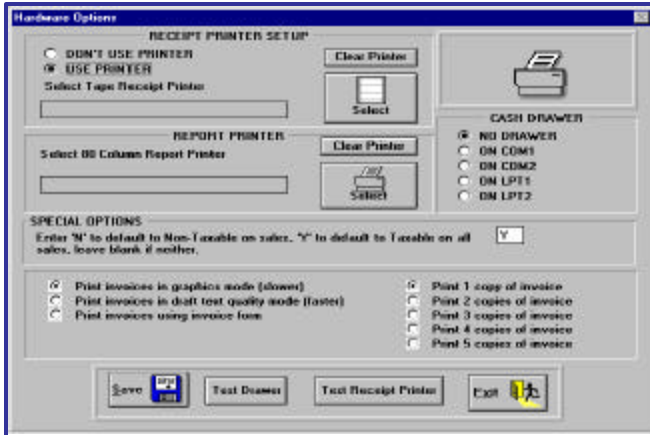 Hardware Options
RECEIPT PRINTER SETUP
DON'T USE PRINTER
USE PRINTER
Select Tape Receipt Printer
Clear Printer
Select
REPORT PRINTER
Select 80 Column Report Printer
Clear Printer
Select
CASH DRAWER
NO DRAWER
ON COM1
ON COM2
ON LPT1
ON LPT2
SPECIAL OPTIONS
Enter 'N' to default to Non-Taxable on sales, 'Y' to default to Taxable on all
sales, leave blank if neither.
Y
Print invoices in graphics mode (slower)
Print invoices in draft text quality mode (faster)
Print invoices using invoice form
Print 1 copy of invoice
Print 2 copies of invoice
Print 3 copies of invoice
Print 4 copies of invoice
Print 5 copies of invoice
Save
Test Drawer
Test Receipt Printer
Exit